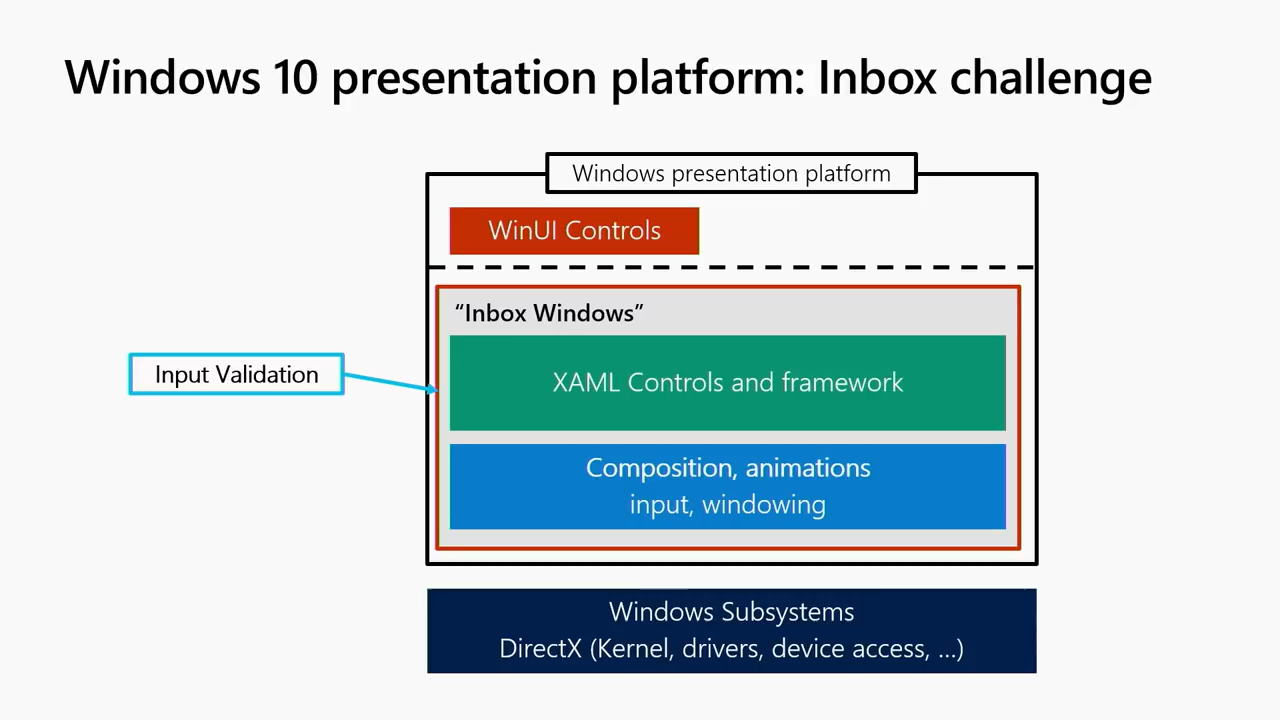 Windows 10 presentation platform: Inbox challenge
Windows presentation platform
WinUI Controls
“Inbox Windows”
Input Validation
XAML Controls and framework
Composition, animations
input, windowing
Windows Subsystems
DirectX (Kernel, drivers, device access, ...)